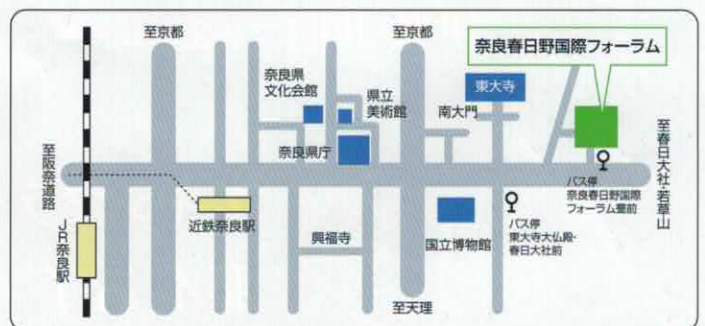 至京都
至京都
奈良春日野国際フォーラム
奈良県
文化会館
県立
美術館
南大門
東大寺
奈良県庁
至阪奈道路
至春日大社・若草山
バス停
奈良春日野国際
フォーラム甍前
近鉄奈良駅
JR奈良駅
興福寺
国立博物館
バス停
東大寺大仏殿・
春日大社前
至天理